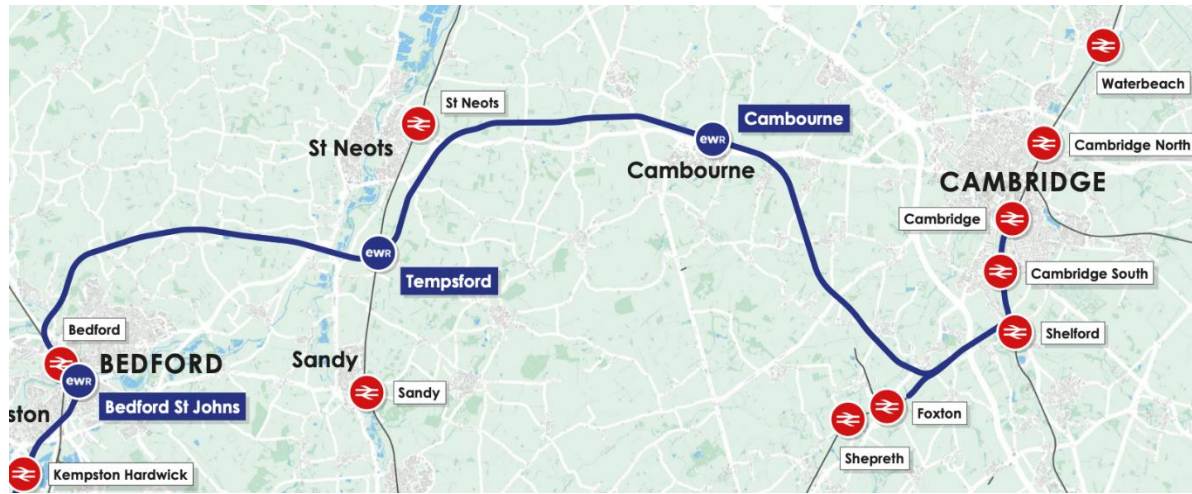 Waterbeach
St Neots
Cambourne
St Neots
Cambridge North
ewR
Cambourne
CAMBRIDGE
Cambridge
ewR
Tempsford
Cambridge South
Bedford
Shelford
BEDFORD
Sandy
ewR
Bedford St Johns
Sandy
ston
Foxton
Shepreth
Kempston Hardwick